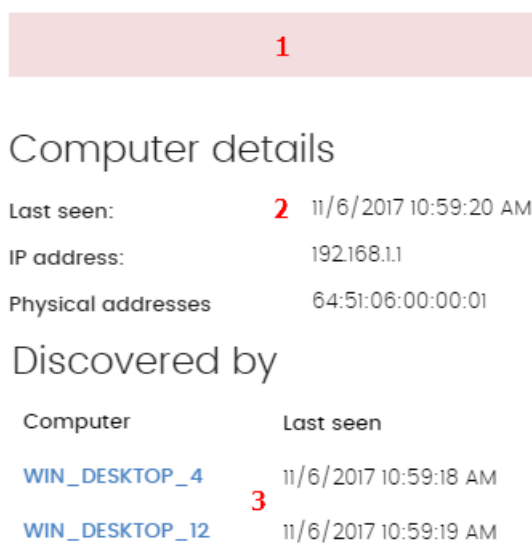 1
Computer details
Last seen: 2 11/6/2017 10:59:20 AM
IP address: 192.168.1.1
Physical addresses 64:51:06:00:00:01
Discovered by
Computer Last seen
WIN_DESKTOP_4 11/6/2017 10:59:18 AM
3
WIN_DESKTOP_12 11/6/2017 10:59:19 AM